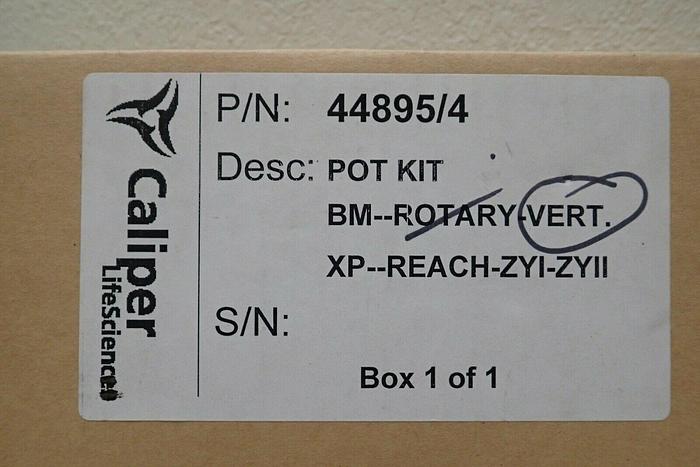 Caliper
LifeSciences
P/N: 44895/4
Desc: POT KIT
BM--ROTARY-VERT.
XP--REACH-ZYI-ZYII
S/N:
Box 1 of 1